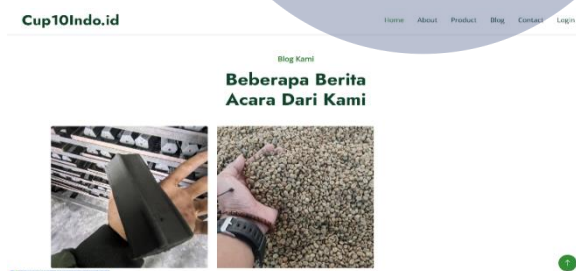 Cup10Indo.id
Home About Product Blog Contact Login
Blog Kami
Beberapa Berita
Acara Dari Kami